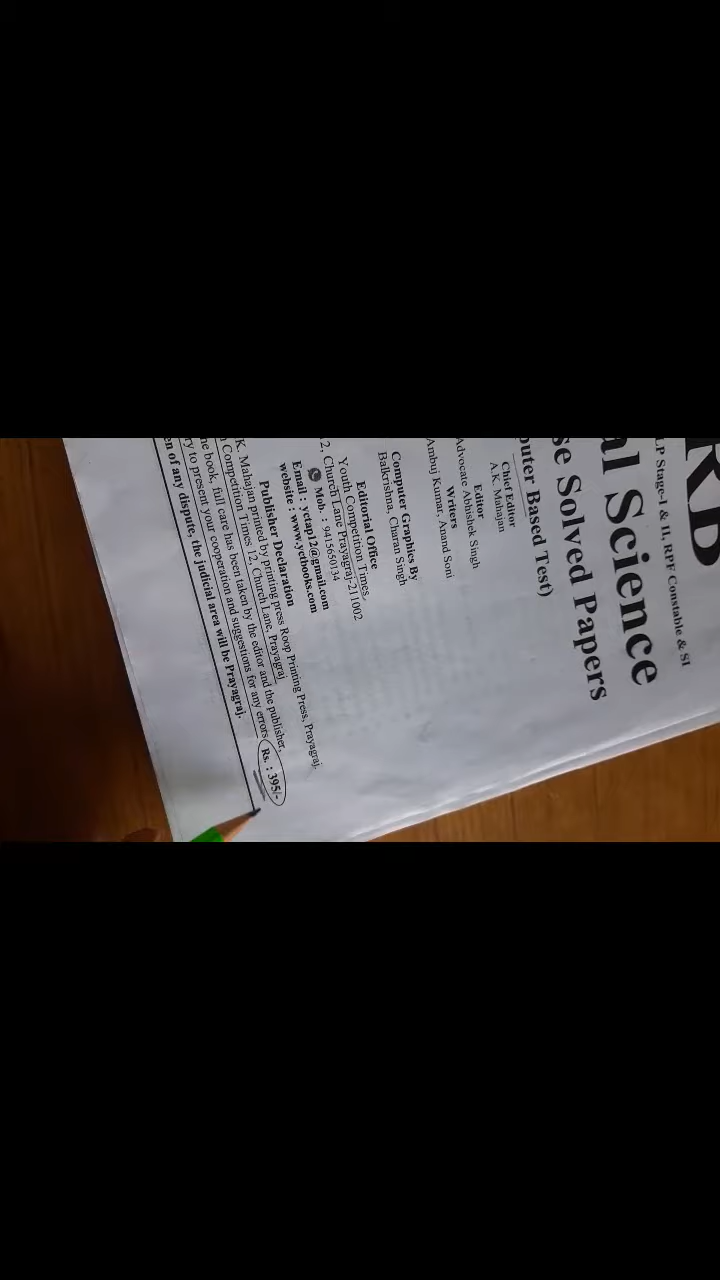 RB
LP Stage-I & II, RPF Constable & SI
al Science
se Solved Papers
puter Based Test)
Chief Editor
A.K. Mahajan
Editor
Advocate Abhishek Singh
Writers
Ambuj Kumar, Anand Soni
Computer Graphics By
Balkrishna, Charan Singh
Editorial Office
Youth Competition Times
2, Church Lane Prayagraj-211002
Mob. : 9415650134
Email : yctap12@gmail.com
website : www.yctbooks.com
Publisher Declaration
K. Mahajan printed by printing press Roop Printing Press, Prayagraj.
Competition Times 12, Church Lane, Prayagraj
ne book, full care has been taken by the editor and the publisher,
ry to present your cooperation and suggestions for any errors
en of any dispute, the judicial area will be Prayagraj.
Rs. : 395/-